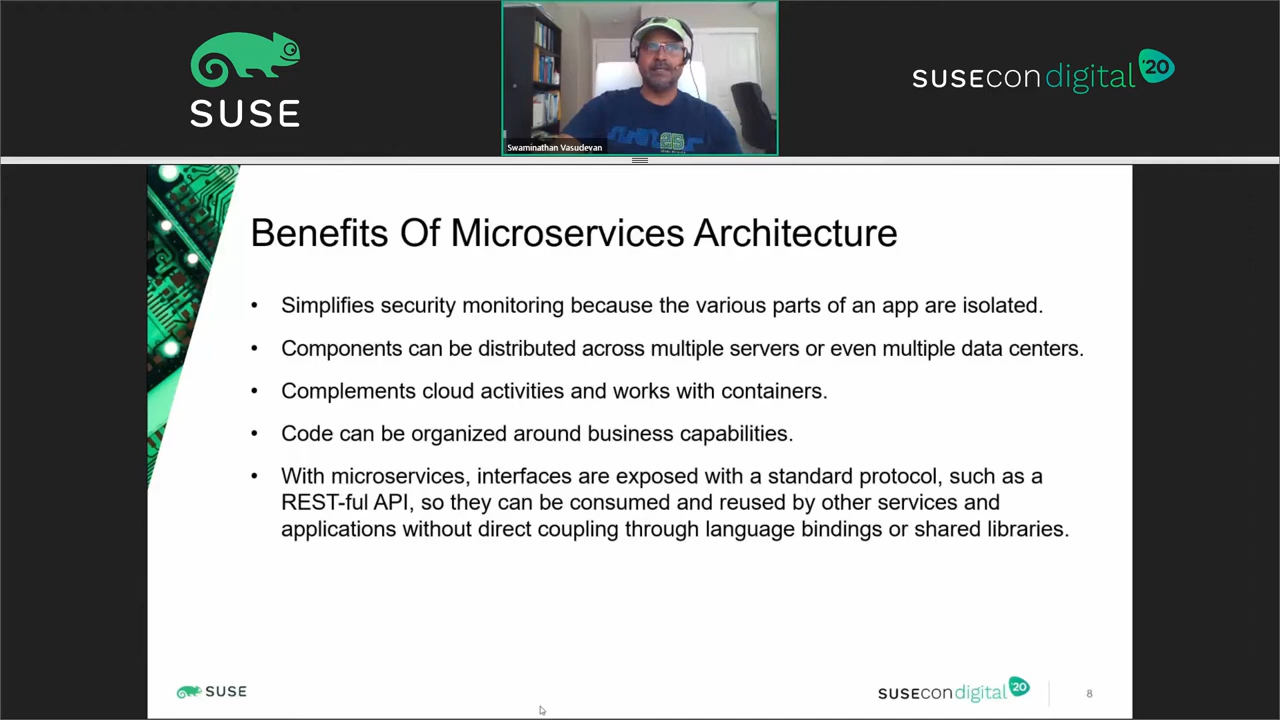 SUSE
SUSEcon digital '20
Swaminathan Vasudevan
Benefits Of Microservices Architecture
• Simplifies security monitoring because the various parts of an app are isolated.
• Components can be distributed across multiple servers or even multiple data centers.
• Complements cloud activities and works with containers.
• Code can be organized around business capabilities.
• With microservices, interfaces are exposed with a standard protocol, such as a
REST-ful API, so they can be consumed and reused by other services and
applications without direct coupling through language bindings or shared libraries.
SUSE
SUSEcon digital '20
8